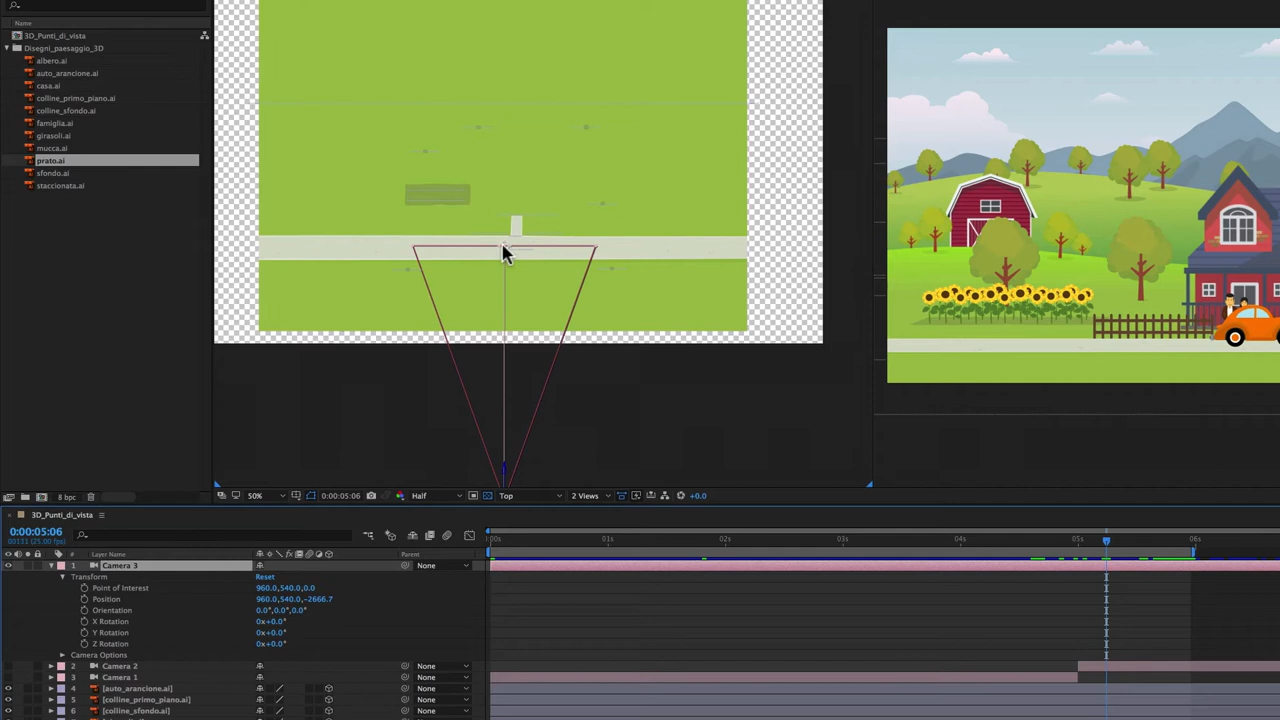 Name
3D_Punti_di_vista
Disegni_paesaggio_3D
albero.ai
auto_arancione.ai
casa.ai
colline_primo_piano.ai
colline_sfondo.ai
famiglia.ai
girasoli.ai
mucca.ai
prato.ai
sfondo.ai
staccionata.ai
8 bpc
50%
0:00:05:06
Half
Top
2 Views
+0.0
3D_Punti_di_vista
0:00:05:06
00131 (25.00 fps)
# Layer Name Parent
:00s 01s 02s 03s 04s 05s 06s
1 Camera 3 None
Transform Reset
Point of Interest 960.0,540.0,0.0
Position 960.0,540.0,-2666.7
Orientation 0.0°,0.0°,0.0°
X Rotation 0x+0.0°
Y Rotation 0x+0.0°
Z Rotation 0x+0.0°
Camera Options
2 Camera 2 None
3 Camera 1 None
4 [auto_arancione.ai] None
5 [colline_primo_piano.ai] None
6 [colline_sfondo.ai] None